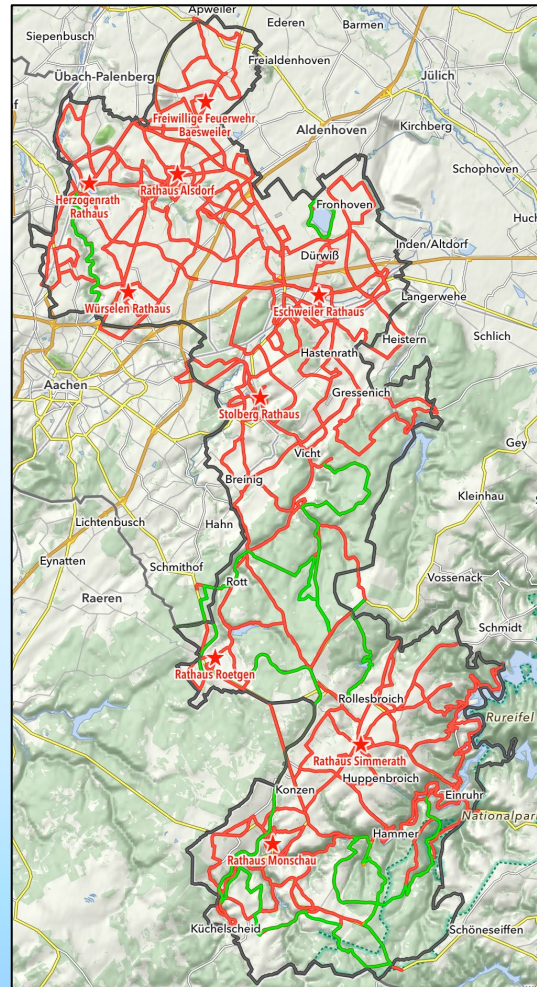 Apweiler
Ederen
Barmen
Siepenbusch
Freialdenhoven
Übach-Palenberg
Jülich
Freiwillige Feuerwehr
Baesweiler
Aldenhoven
Kirchberg
Schophoven
Rathaus Alsdorf
Herzogenrath
Rathaus
Fronhoven
Inden/Altdorf
Dürwiß
Langerwehe
Würselen Rathaus
Eschweiler Rathaus
Heistern
Schlich
Hastenrath
Aachen
Gressenich
Stolberg Rathaus
Gey
Vicht
Breinig
Kleinhau
Lichtenbusch
Hahn
Eynatten
Schmithof
Vossenack
Rott
Raeren
Schmidt
Rathaus Roetgen
Rollesbroich
Rureifel
Rathaus Simmerath
Huppenbroich
Konzen
Einruhr
Nationalpar
Hammer
Rathaus Monschau
Küchelscheid
Schöneseiffen